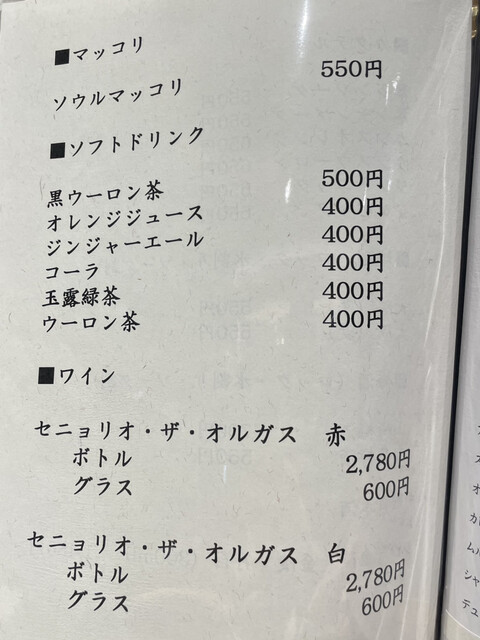 ■マッコリ
ソウルマッコリ 550円
■ソフトドリンク
黒ウーロン茶 500円
オレンジジュース 400円
ジンジャーエール 400円
コーラ 400円
玉露緑茶 400円
ウーロン茶 400円
■ワイン
セニョリオ・ザ・オルガス 赤
ボトル 2,780円
グラス 600円
セニョリオ・ザ・オルガス 白
ボトル 2,780円
グラス 600円